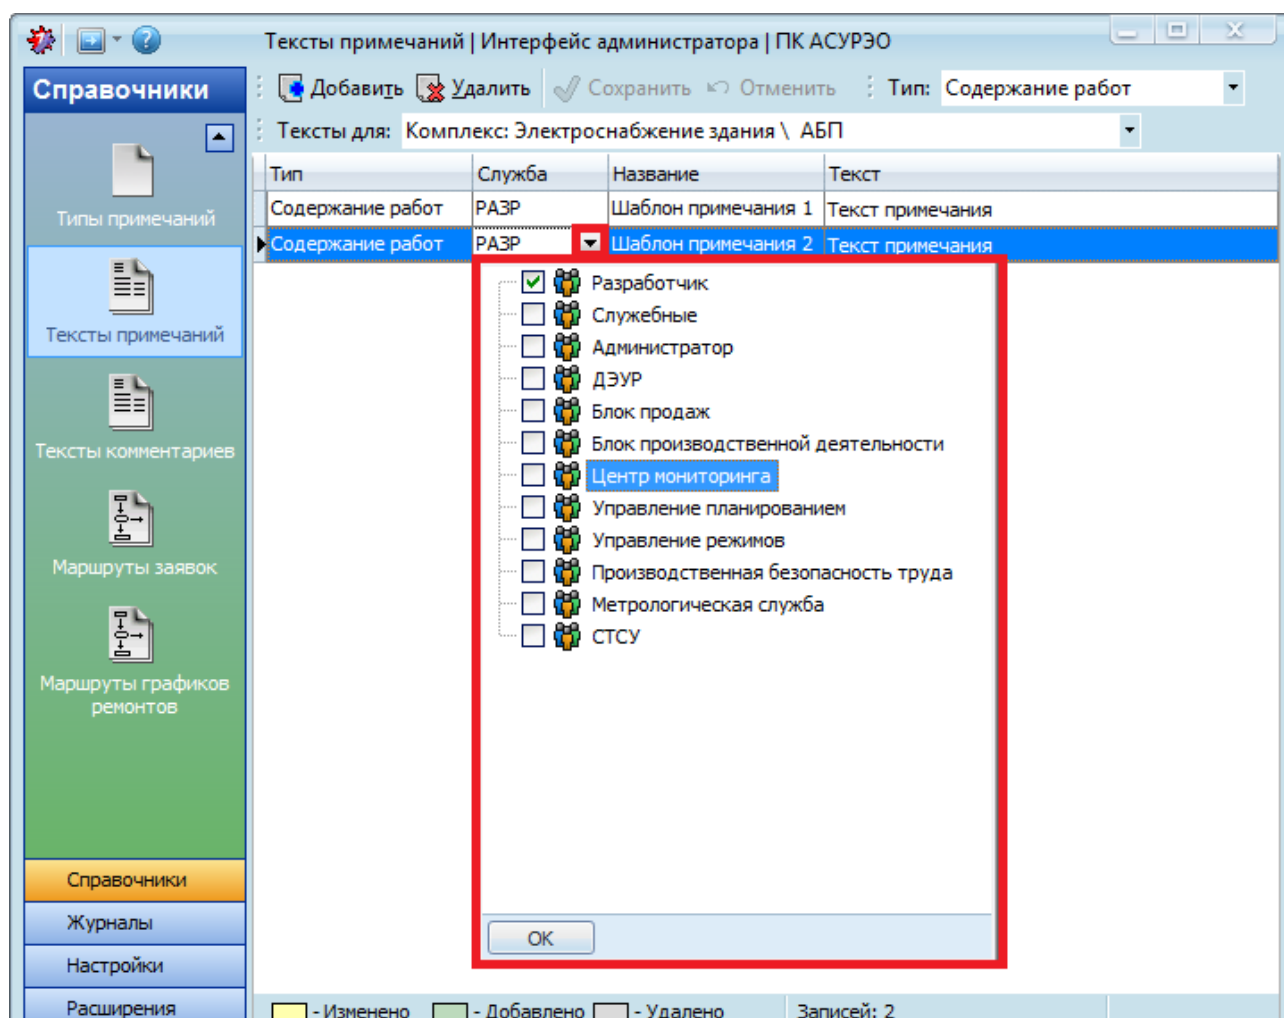 Тексты примечаний | Интерфейс администратора | ПК АСУРЭО
Справочники
Добавить Удалить Сохранить Отменить Тип: Содержание работ
Тексты для: Комплекс: Электроснабжение здания \ АБП
Тип Служба Название Текст
Содержание работ РАЗР Шаблон примечания 1 Текст примечания
Содержание работ РАЗР Шаблон примечания 2 Текст примечания
Типы примечаний
Тексты примечаний
Тексты комментариев
Маршруты заявок
Маршруты графиков
ремонтов
Разработчик
Служебные
Администратор
ДЭУР
Блок продаж
Блок производственной деятельности
Центр мониторинга
Управление планированием
Управление режимов
Производственная безопасность труда
Метрологическая служба
СТСУ
OK
Справочники
Журналы
Настройки
Расширения
- Изменено - Добавлено - Удалено Записей: 2